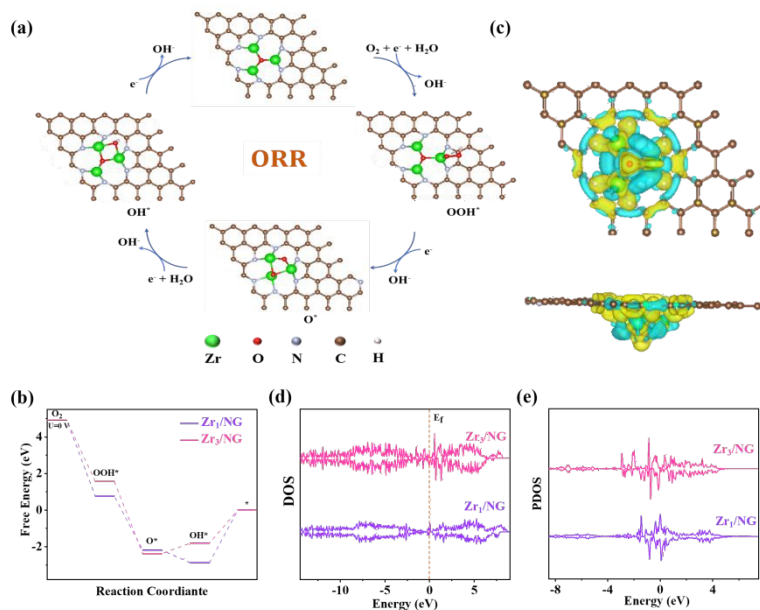 (a)
OH⁻
e⁻
O₂ + e⁻ + H₂O
OH⁻
ORR
OH*
OOH*
OH⁻
e⁻ + H₂O
e⁻
OH⁻
O*
Zr O N C H
(c)
(b)
O₂
U=0 V
Zr₁/NG
Zr₃/NG
OOH*
O*
OH*
*
4
2
0
-2
Free Energy (eV)
Reaction Coordiante
(d)
E_f
Zr₃/NG
Zr₁/NG
DOS
-10 -5 0 5
Energy (eV)
(e)
Zr₃/NG
Zr₁/NG
PDOS
-8 -4 0 4
Energy (eV)